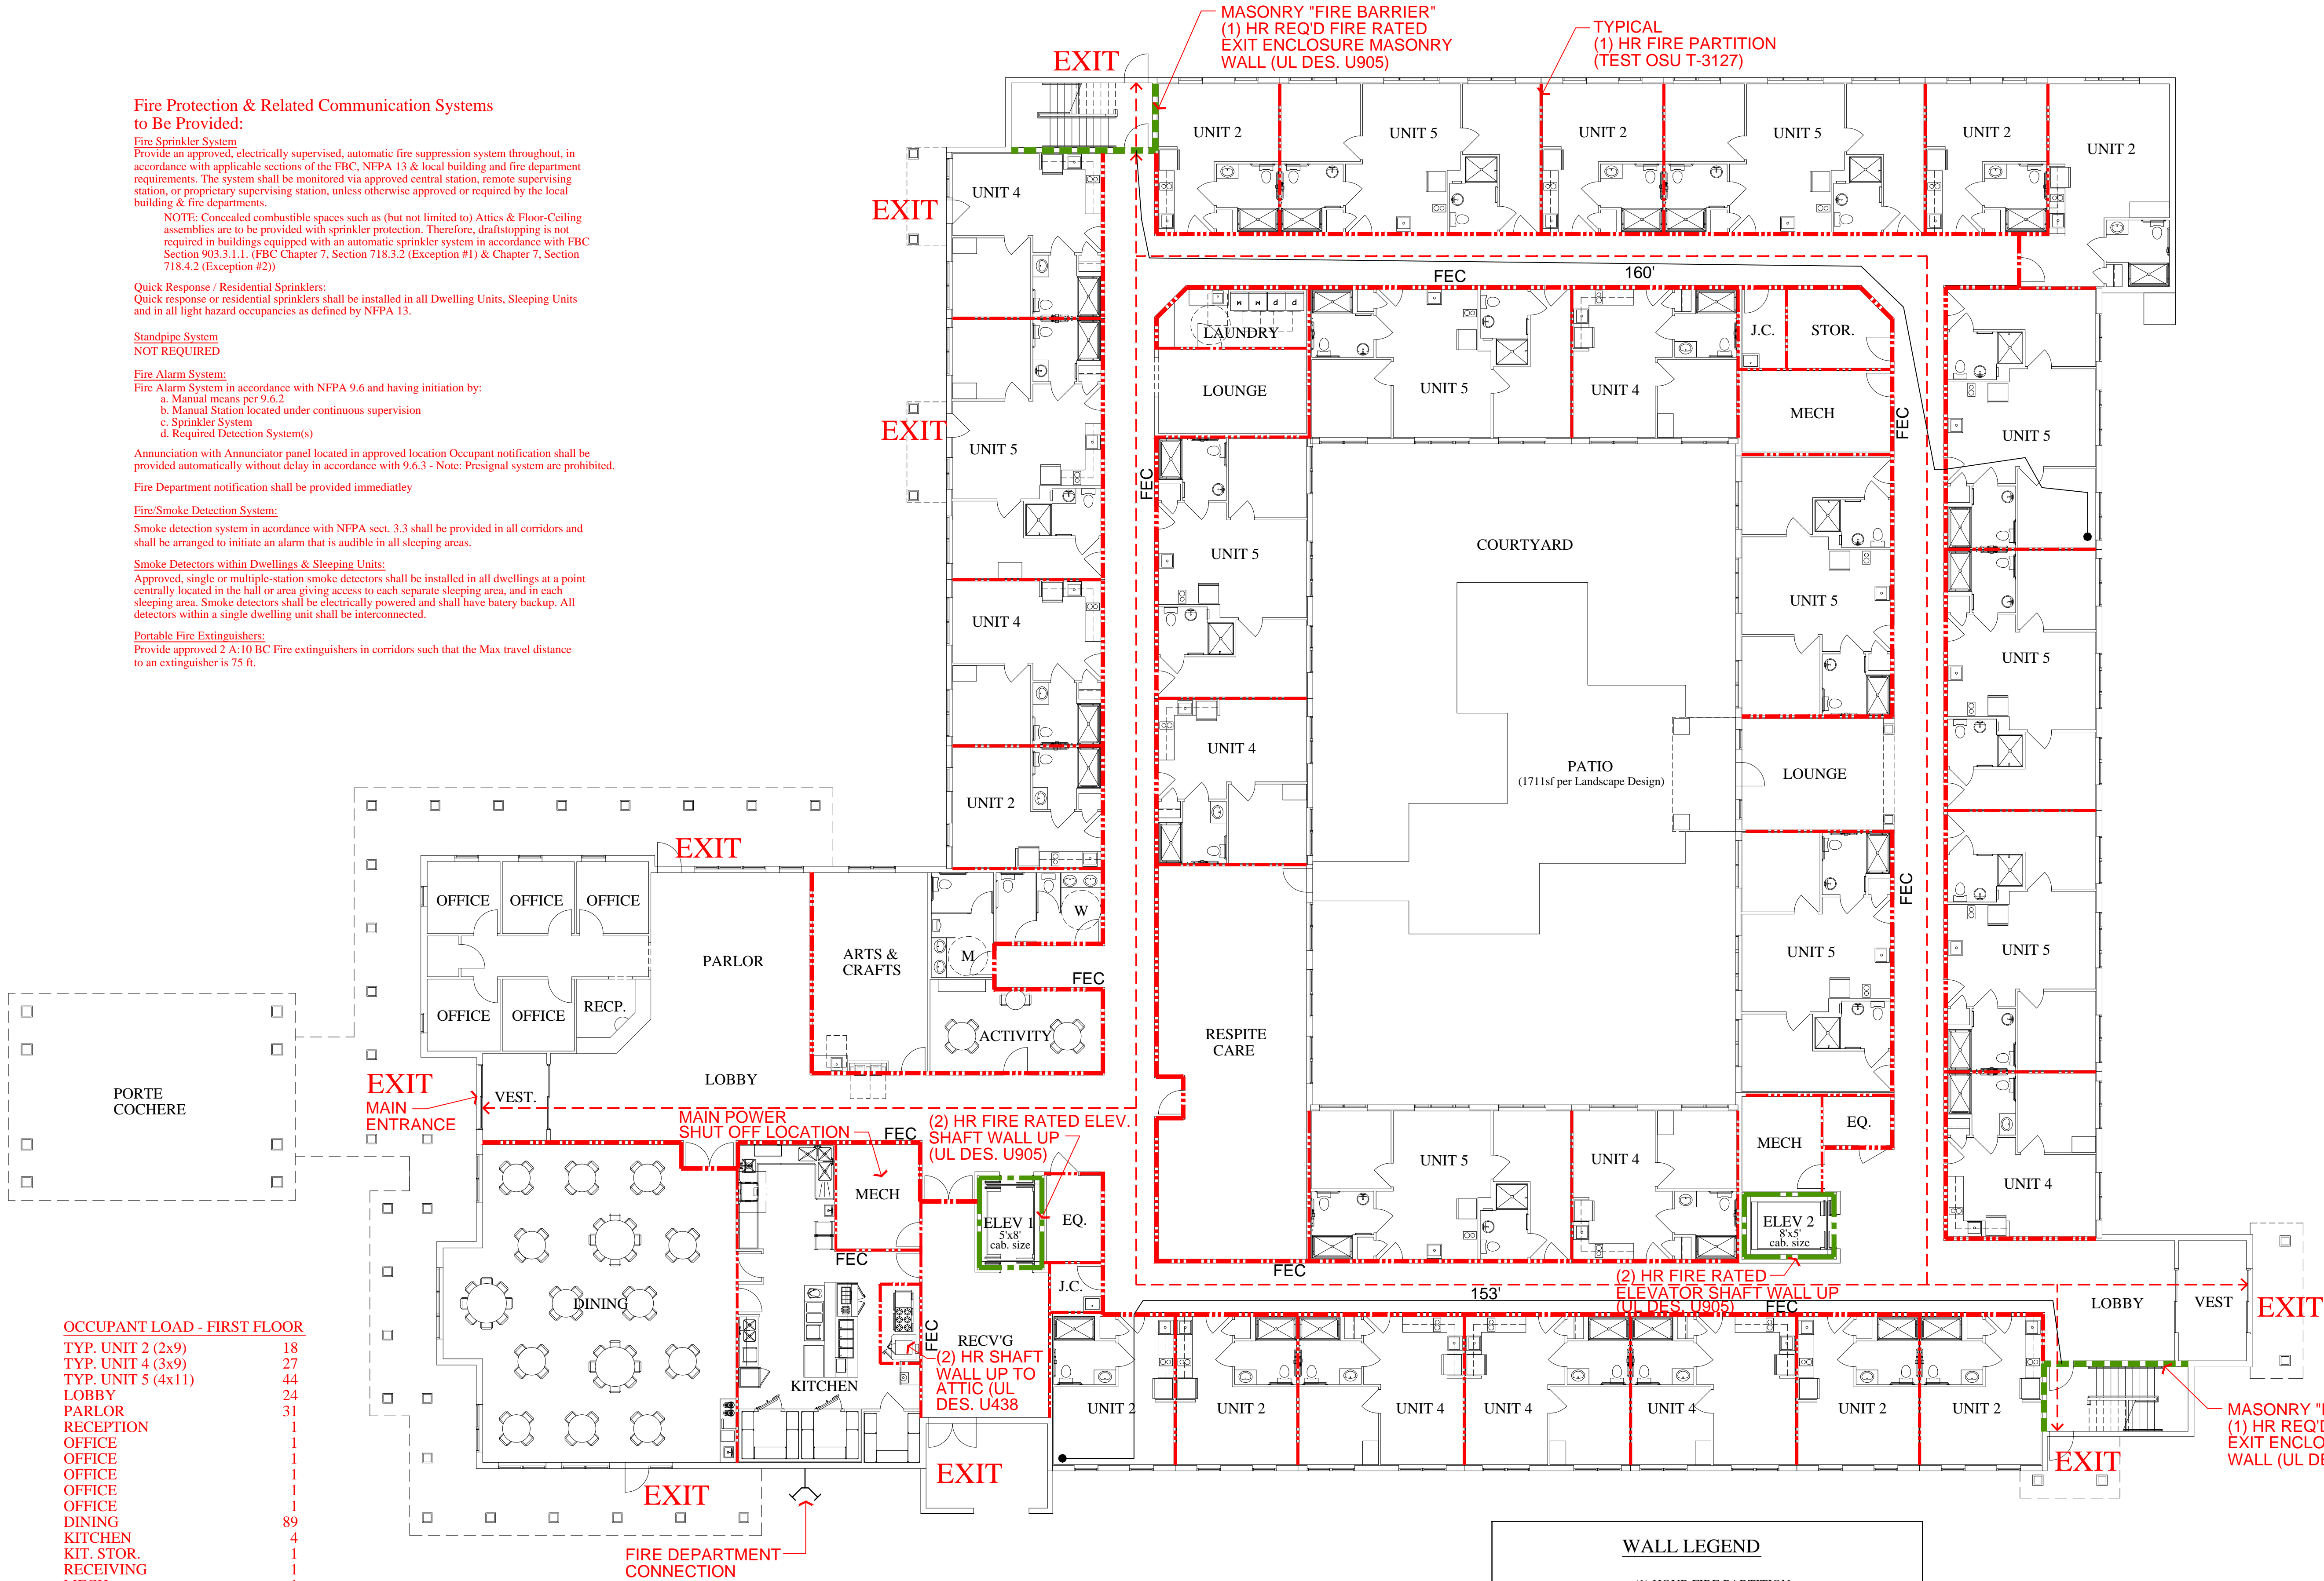 MASONRY "FIRE BARRIER"
(1) HR REQ'D FIRE RATED
EXIT ENCLOSURE MASONRY
WALL (UL DES. U905)
TYPICAL
(1) HR FIRE PARTITION
(TEST OSU T-3127)
EXIT
Fire Protection & Related Communication Systems
to Be Provided:
Fire Sprinkler System
Provide an approved, electrically supervised, automatic fire suppression system throughout, in
accordance with applicable sections of the FBC, NFPA 13 & local building and fire department
requirements. The system shall be monitored via approved central station, remote supervising
station, or proprietary supervising station, unless otherwise approved or required by the local
building & fire departments.
NOTE: Concealed combustible spaces such as (but not limited to) Attics & Floor-Ceiling
assemblies are to be provided with sprinkler protection. Therefore, draftstopping is not
required in buildings equipped with an automatic sprinkler system in accordance with FBC
Section 903.3.1.1. (FBC Chapter 7, Section 718.3.2 (Exception #1) & Chapter 7, Section
718.4.2 (Exception #2))
Quick Response / Residential Sprinklers:
Quick response or residential sprinklers shall be installed in all Dwelling Units, Sleeping Units
and in all light hazard occupancies as defined by NFPA 13.
Standpipe System
NOT REQUIRED
Fire Alarm System:
Fire Alarm System in accordance with NFPA 9.6 and having initiation by:
a. Manual means per 9.6.2
b. Manual Station located under continuous supervision
c. Sprinkler System
d. Required Detection System(s)
Annunciation with Annunciator panel located in approved location Occupant notification shall be
provided automatically without delay in accordance with 9.6.3 - Note: Presignal system are prohibited.
Fire Department notification shall be provided immediatley
Fire/Smoke Detection System:
Smoke detection system in acordance with NFPA sect. 3.3 shall be provided in all corridors and
shall be arranged to initiate an alarm that is audible in all sleeping areas.
Smoke Detectors within Dwellings & Sleeping Units:
Approved, single or multiple-station smoke detectors shall be installed in all dwellings at a point
centrally located in the hall or area giving access to each separate sleeping area, and in each
sleeping area. Smoke detectors shall be electrically powered and shall have batery backup. All
detectors within a single dwelling unit shall be interconnected.
Portable Fire Extinguishers:
Provide approved 2 A:10 BC Fire extinguishers in corridors such that the Max travel distance
to an extinguisher is 75 ft.
UNIT 2
UNIT 5
UNIT 2
UNIT 5
UNIT 2
UNIT 2
UNIT 4
EXIT
FEC
160'
W W d d
LAUNDRY
J.C.
STOR.
LOUNGE
UNIT 5
UNIT 4
MECH
FEC
EXIT
UNIT 5
UNIT 5
FEC
UNIT 5
COURTYARD
UNIT 5
UNIT 4
UNIT 5
UNIT 4
PATIO
(1711sf per Landscape Design)
LOUNGE
UNIT 2
EXIT
OFFICE
OFFICE
OFFICE
W
FEC
PARLOR
ARTS &
CRAFTS
M
FEC
UNIT 5
UNIT 5
OFFICE
OFFICE
RECP.
ACTIVITY
RESPITE
CARE
PORTE
COCHERE
EXIT
MAIN
ENTRANCE
VEST.
LOBBY
MAIN POWER
SHUT OFF LOCATION
FEC
(2) HR FIRE RATED ELEV.
SHAFT WALL UP
(UL DES. U905)
MECH
EQ.
UNIT 5
UNIT 4
UNIT 4
MECH
ELEV 1
5'x8'
cab. size
EQ.
ELEV 2
8'x5'
cab. size
FEC
FEC
J.C.
153'
(2) HR FIRE RATED
ELEVATOR SHAFT WALL UP
(UL DES. U905)
FEC
LOBBY
VEST
EXIT
DINING
FEC
RECV'G
(2) HR SHAFT
WALL UP TO
ATTIC (UL
DES. U438
KITCHEN
UNIT 2
UNIT 2
UNIT 4
UNIT 4
UNIT 4
UNIT 2
UNIT 2
MASONRY "
(1) HR REQ'D
EXIT ENCLO
WALL (UL DE
EXIT
EXIT
EXIT
FIRE DEPARTMENT
CONNECTION
OCCUPANT LOAD - FIRST FLOOR
TYP. UNIT 2 (2x9) 18
TYP. UNIT 4 (3x9) 27
TYP. UNIT 5 (4x11) 44
LOBBY 24
PARLOR 31
RECEPTION 1
OFFICE 1
OFFICE 1
OFFICE 1
OFFICE 1
OFFICE 1
DINING 89
KITCHEN 4
KIT. STOR. 1
RECEIVING 1
WALL LEGEND